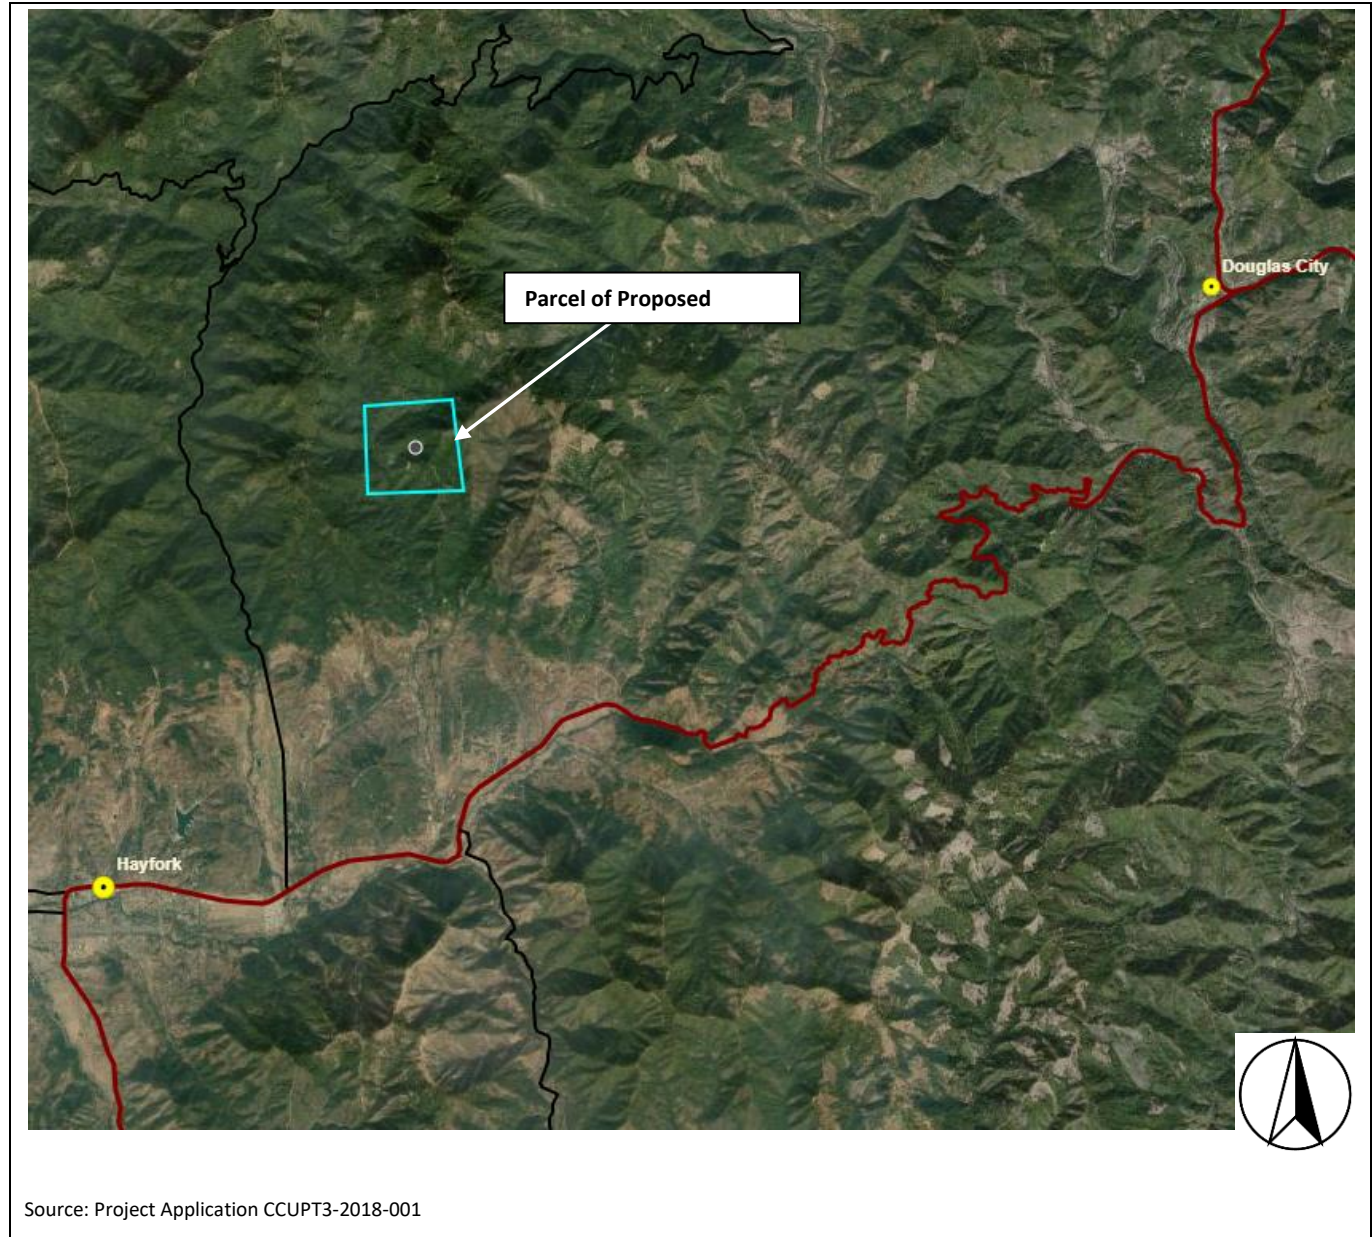 Parcel of Proposed
Douglas City
Hayfork
Source: Project Application CCUPT3-2018-001